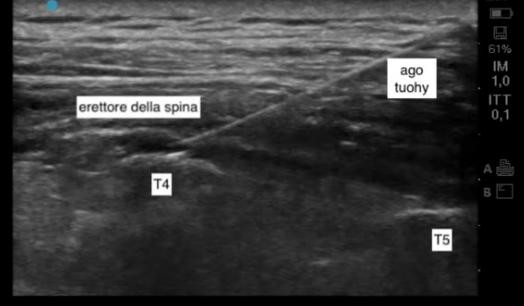 61%
IM
1,0
ITT
0,1
ago
tuohy
erettore della spina
T4
A
B
T5